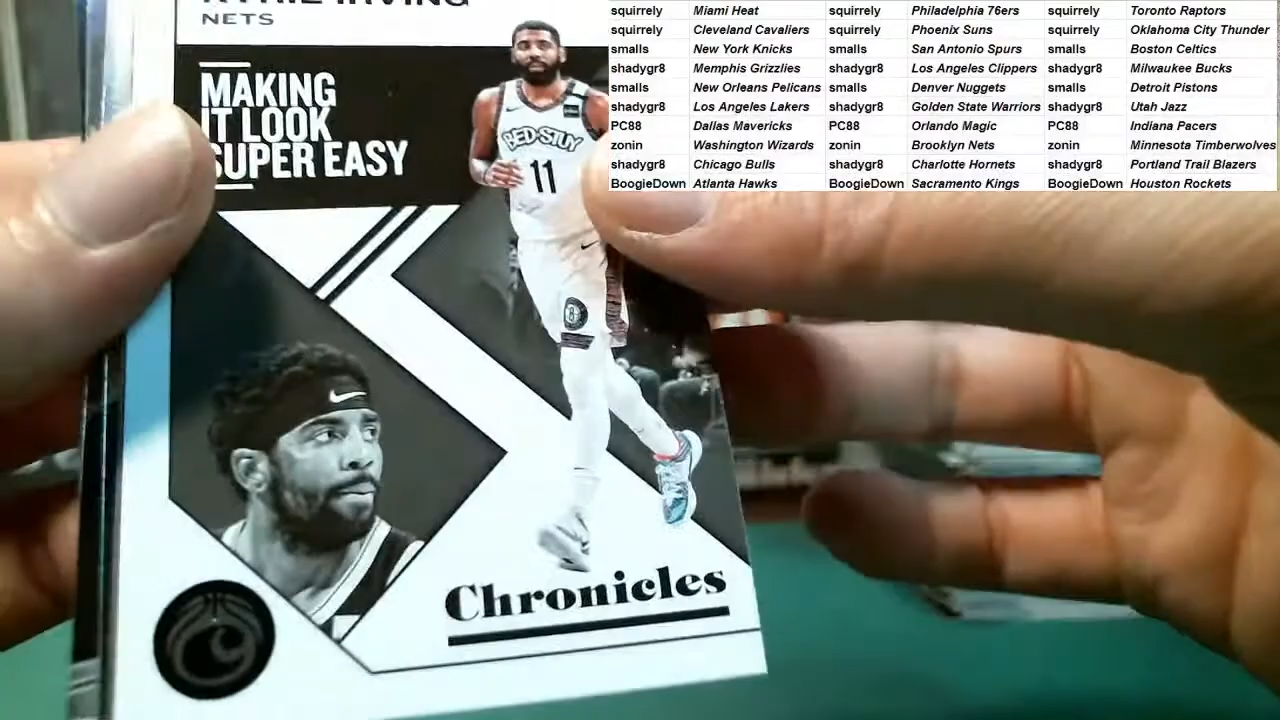 KYRIE IRVING
NETS
MAKING
IT LOOK
SUPER EASY
BED-STUY
11
Chronicles
squirrely Miami Heat squirrely Philadelphia 76ers squirrely Toronto Raptors
squirrely Cleveland Cavaliers squirrely Phoenix Suns squirrely Oklahoma City Thunder
smalls New York Knicks smalls San Antonio Spurs smalls Boston Celtics
shadygr8 Memphis Grizzlies shadygr8 Los Angeles Clippers shadygr8 Milwaukee Bucks
smalls New Orleans Pelicans smalls Denver Nuggets smalls Detroit Pistons
shadygr8 Los Angeles Lakers shadygr8 Golden State Warriors shadygr8 Utah Jazz
PC88 Dallas Mavericks PC88 Orlando Magic PC88 Indiana Pacers
zonin Washington Wizards zonin Brooklyn Nets zonin Minnesota Timberwolves
shadygr8 Chicago Bulls shadygr8 Charlotte Hornets shadygr8 Portland Trail Blazers
BoogieDown Atlanta Hawks BoogieDown Sacramento Kings BoogieDown Houston Rockets